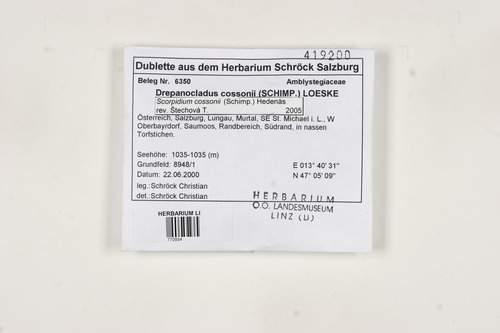 419200
Dublette aus dem Herbarium Schröck Salzburg
Beleg Nr. 6350 Amblystegiaceae
Drepanocladus cossonii (SCHIMP.) LOESKE
Scorpidium cossonii (Schimp.) Hedenäs
rev. Štechová T. 2005
Österreich, Salzburg, Lungau, Murtal, SE St. Michael i. L., W
Oberbayrdorf, Saumoos, Randbereich, Südrand, in nassen
Torfstichen.
Seehöhe: 1035-1035 (m) E 013° 40' 31"
Grundfeld: 8948/1 N 47° 05' 09"
Datum: 22.06.2000
leg.:Schröck Christian
det.:Schröck Christian
HERBARIUM
O.O. LANDESMUSEUM
LINZ (LI)
HERBARIUM LI
770934